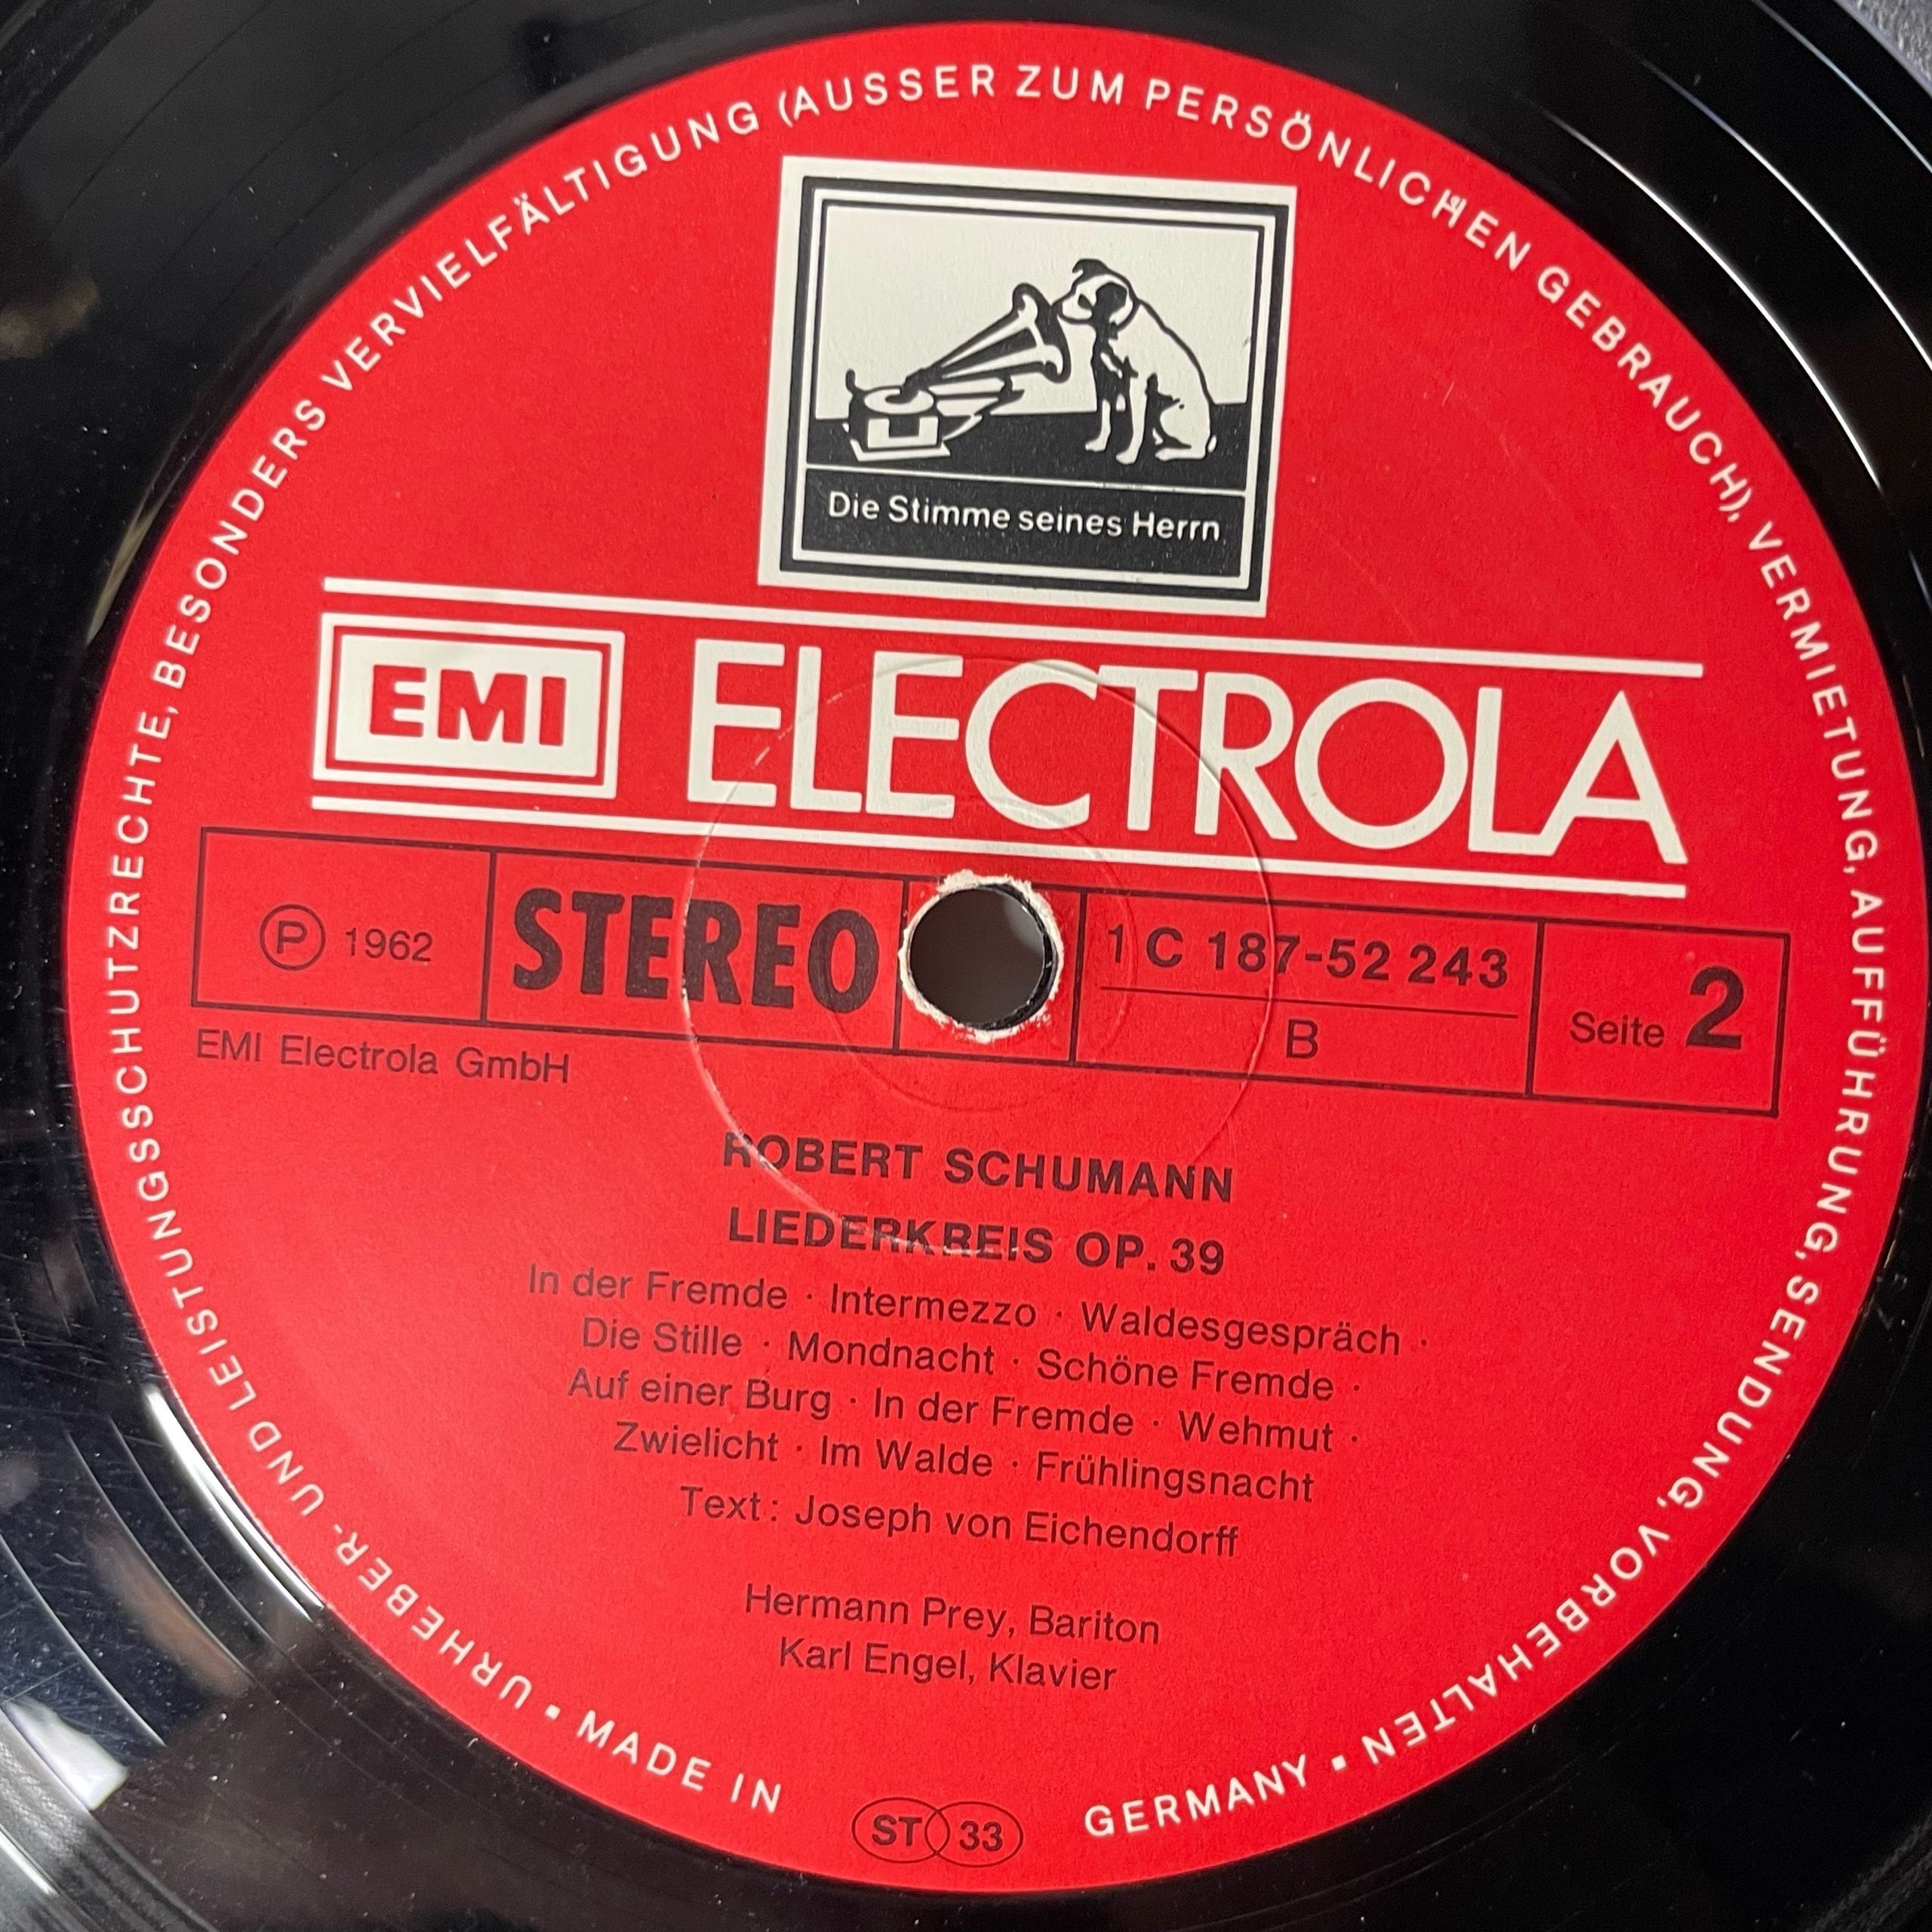 URHEBER- UND LEISTUNGSSCHUTZRECHTE, BESONDERS VERVIELFÄLTIGUNG (AUSSER ZUM PERSÖNLICHEN GEBRAUCH), VERMIETUNG, AUFFÜHRUNG, SENDUNG, VORBEHALTEN ▪
Die Stimme seines Herrn
EMI ELECTROLA
Ⓟ 1962 STEREO 1 C 187-52 243 Seite 2
B
EMI Electrola GmbH
ROBERT SCHUMANN
LIEDERKREIS OP. 39
In der Fremde · Intermezzo · Waldesgespräch ·
Die Stille · Mondnacht · Schöne Fremde ·
Auf einer Burg · In der Fremde · Wehmut ·
Zwielicht · Im Walde · Frühlingsnacht
Text: Joseph von Eichendorff
Hermann Prey, Bariton
Karl Engel, Klavier
▪ MADE IN GERMANY
ST 33